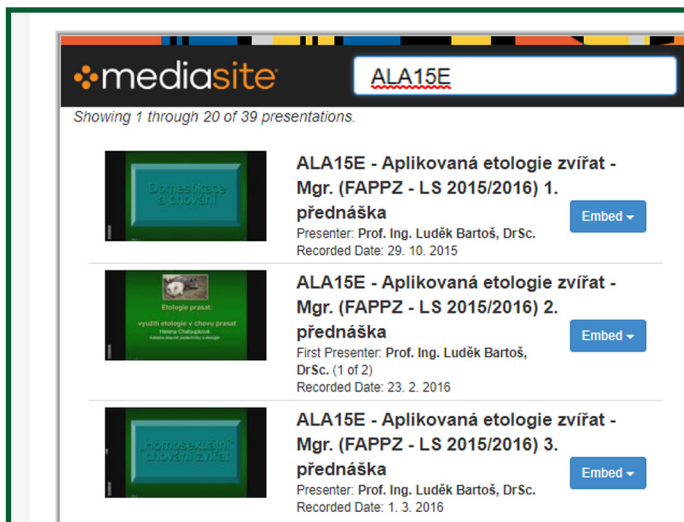 mediasite
ALA15E
Showing 1 through 20 of 39 presentations.
Domestikace
a chování
ALA15E - Aplikovaná etologie zvířat -
Mgr. (FAPPZ - LS 2015/2016) 1.
přednáška
Presenter: Prof. Ing. Luděk Bartoš, DrSc.
Recorded Date: 29. 10. 2015
Embed
Etologie prasat:
využití etologie v chovu prasat
Helena Chaloupková
ALA15E - Aplikovaná etologie zvířat -
Mgr. (FAPPZ - LS 2015/2016) 2.
přednáška
First Presenter: Prof. Ing. Luděk Bartoš,
DrSc. (1 of 2)
Recorded Date: 23. 2. 2016
Embed
„Homosexuální“
chování zvířat
ALA15E - Aplikovaná etologie zvířat -
Mgr. (FAPPZ - LS 2015/2016) 3.
přednáška
Presenter: Prof. Ing. Luděk Bartoš, DrSc.
Recorded Date: 1. 3. 2016
Embed